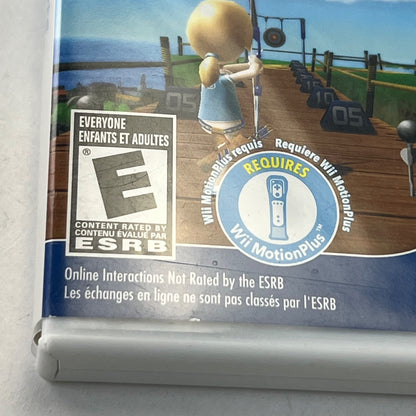 05
10
05
EVERYONE
ENFANTS ET ADULTES
E
®
CONTENT RATED BY
CONTENU ÉVALUÉ PAR
ESRB
Wii MotionPlus requis
Requiere Wii MotionPlus
REQUIRES
Wii MotionPlus™
Online Interactions Not Rated by the ESRB
Les échanges en ligne ne sont pas classés par l'ESRB